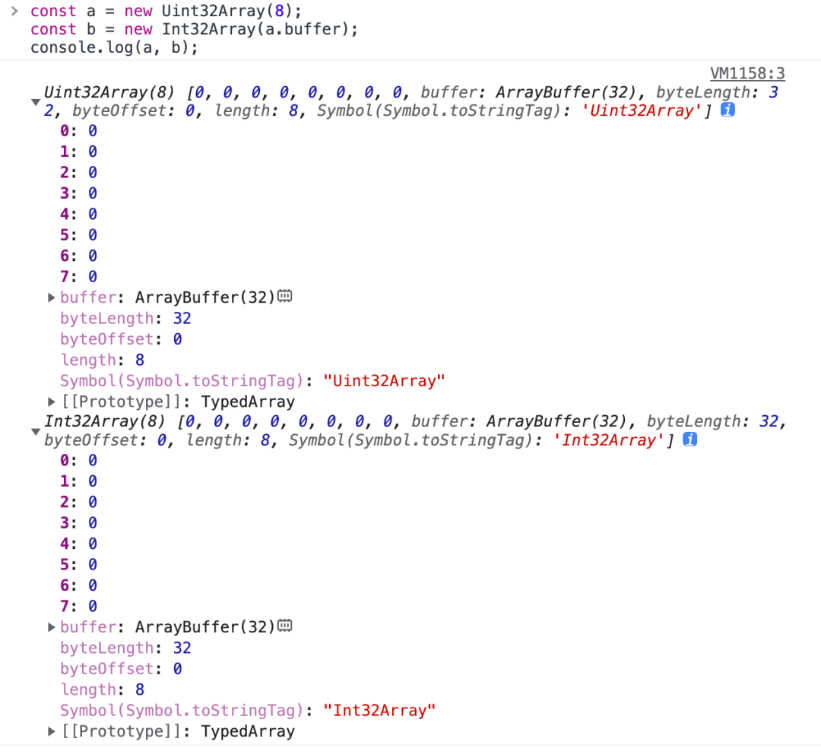 > const a = new Uint32Array(8);
const b = new Int32Array(a.buffer);
console.log(a, b);
VM1158:3
▼ Uint32Array(8) [0, 0, 0, 0, 0, 0, 0, 0, buffer: ArrayBuffer(32), byteLength: 3
2, byteOffset: 0, length: 8, Symbol(Symbol.toStringTag): 'Uint32Array'] i
0: 0
1: 0
2: 0
3: 0
4: 0
5: 0
6: 0
7: 0
▶ buffer: ArrayBuffer(32)
byteLength: 32
byteOffset: 0
length: 8
Symbol(Symbol.toStringTag): "Uint32Array"
▶ [[Prototype]]: TypedArray
▼ Int32Array(8) [0, 0, 0, 0, 0, 0, 0, 0, buffer: ArrayBuffer(32), byteLength: 32,
byteOffset: 0, length: 8, Symbol(Symbol.toStringTag): 'Int32Array'] i
0: 0
1: 0
2: 0
3: 0
4: 0
5: 0
6: 0
7: 0
▶ buffer: ArrayBuffer(32)
byteLength: 32
byteOffset: 0
length: 8
Symbol(Symbol.toStringTag): "Int32Array"
▶ [[Prototype]]: TypedArray